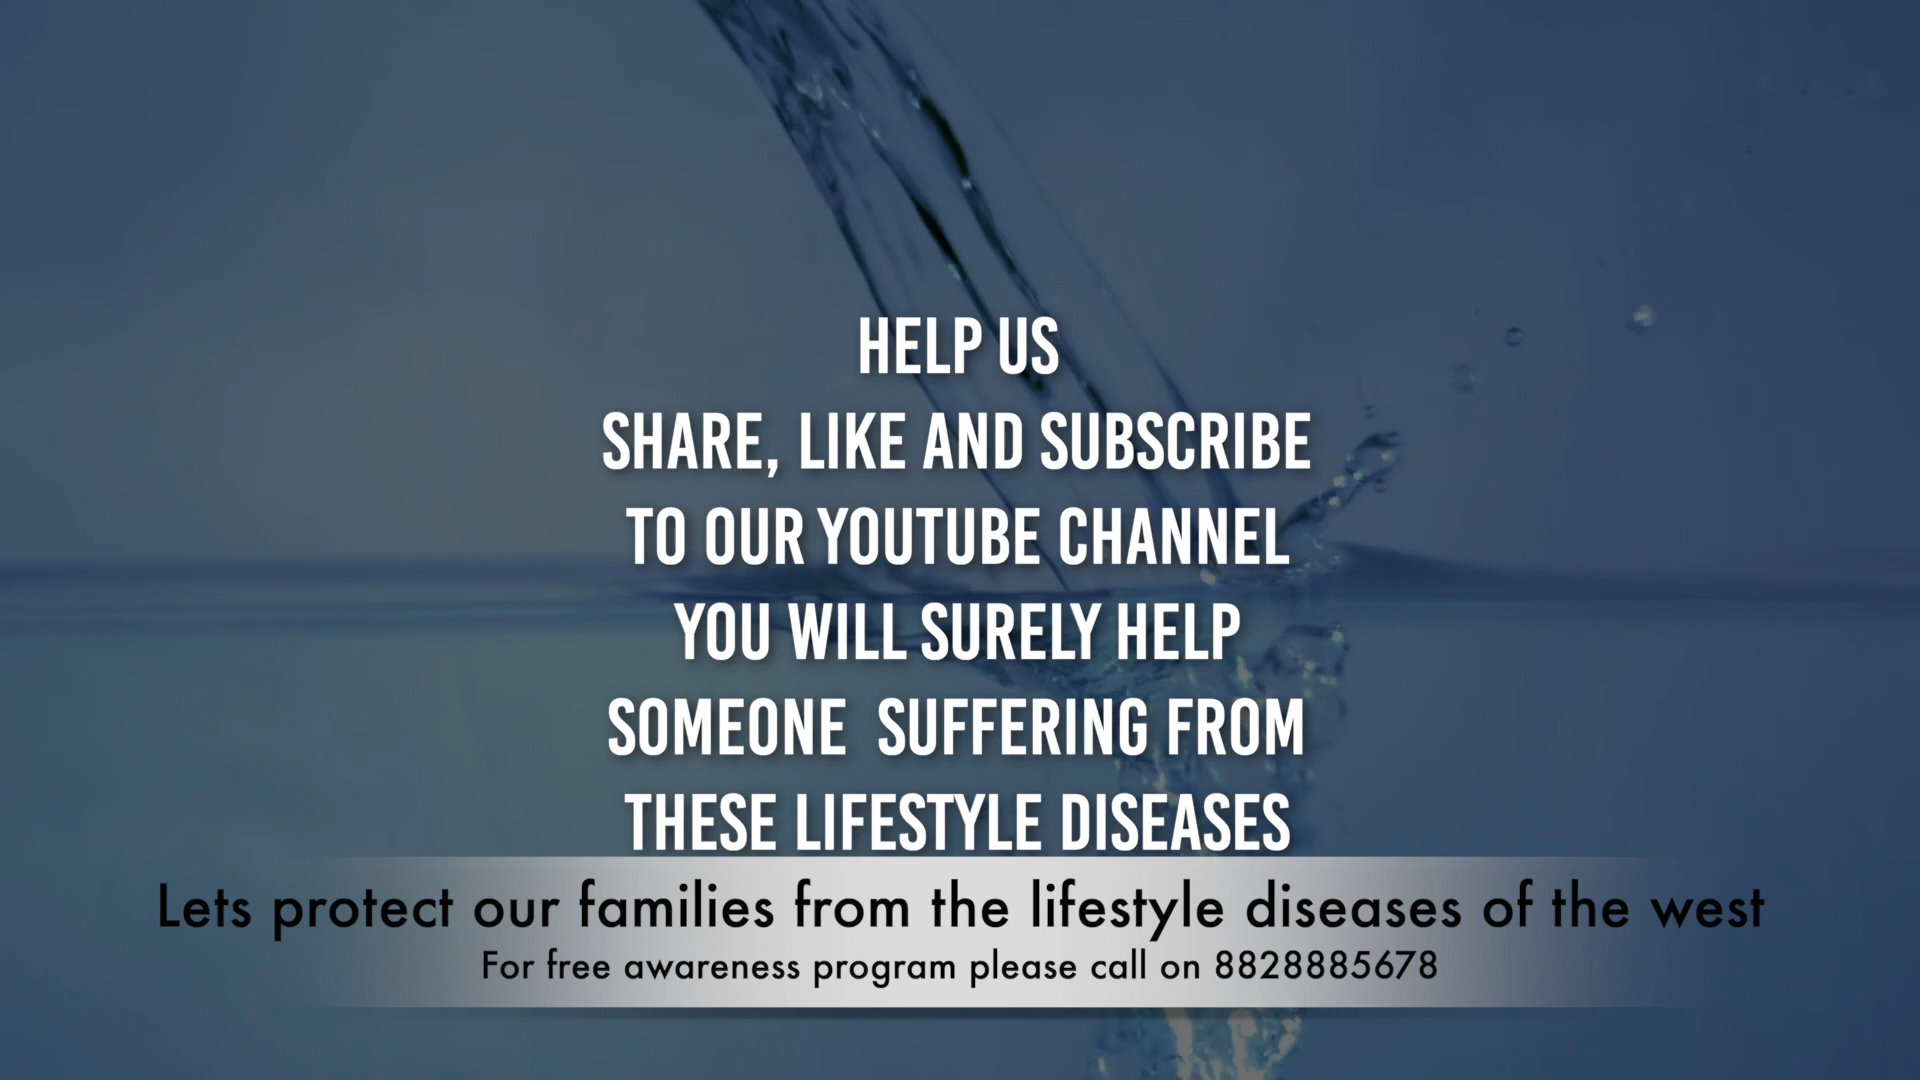 HELP US
SHARE, LIKE AND SUBSCRIBE
TO OUR YOUTUBE CHANNEL
YOU WILL SURELY HELP
SOMEONE SUFFERING FROM
THESE LIFESTYLE DISEASES
Lets protect our families from the lifestyle diseases of the west
For free awareness program please call on 8828885678